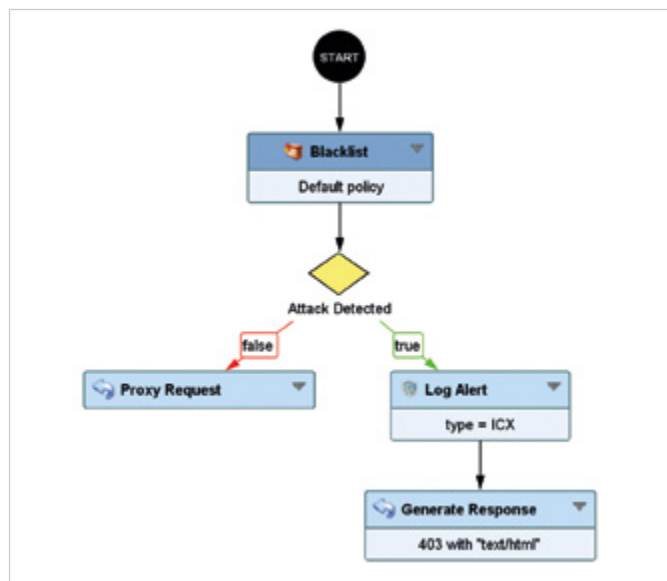 START
Blacklist
Default policy
Attack Detected
false
true
Proxy Request
Log Alert
type = ICX
Generate Response
403 with "text/html"